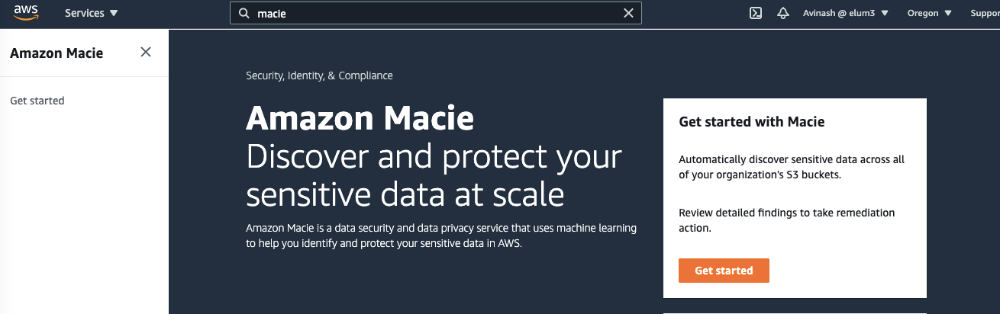 aws
Services
macie
Avinash @ elum3
Oregon
Amazon Macie
Get started
Security, Identity, & Compliance
Amazon Macie
Discover and protect your
sensitive data at scale
Amazon Macie is a data security and data privacy service that uses machine learning
to help you identify and protect your sensitive data in AWS.
Get started with Macie
Automatically discover sensitive data across all
of your organization's S3 buckets.
Review detailed findings to take remediation
action.
Get started